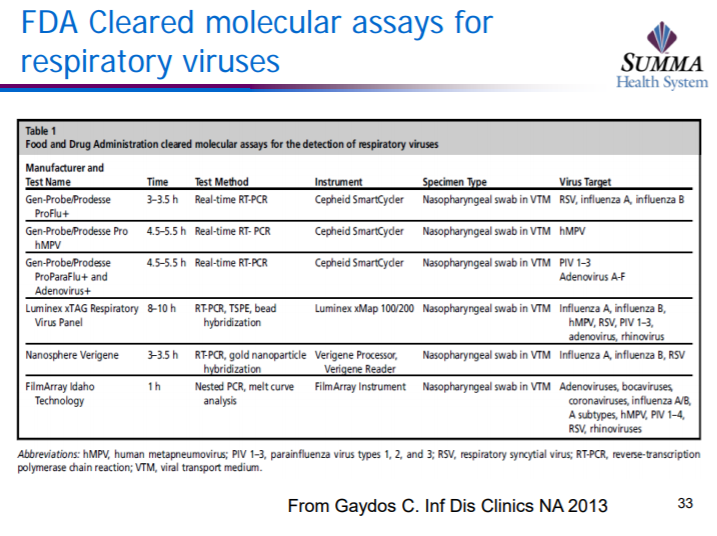 FDA Cleared molecular assays for
respiratory viruses
SUMMA
Health System
Table 1
Food and Drug Administration cleared molecular assays for the detection of respiratory viruses
Manufacturer and
Test Name Time Test Method Instrument Specimen Type Virus Target
Gen-Probe/Prodesse 3–3.5 h Real-time RT-PCR Cepheid SmartCycler Nasopharyngeal swab in VTM RSV, influenza A, influenza B
ProFlu+
Gen-Probe/Prodesse Pro 4.5–5.5 h Real-time RT- PCR Cepheid SmartCycler Nasopharyngeal swab in VTM hMPV
hMPV
Gen-Probe/Prodesse 4.5–5.5 h Real-time RT-PCR Cepheid SmartCycler Nasopharyngeal swab in VTM PIV 1–3
ProParaFlu+ and Adenovirus A-F
Adenovirus+
Luminex xTAG Respiratory 8–10 h RT-PCR, TSPE, bead Luminex xMap 100/200 Nasopharyngeal swab in VTM Influenza A, influenza B,
Virus Panel hybridization hMPV, RSV, PIV 1–3,
adenovirus, rhinovirus
Nanosphere Verigene 3–3.5 h RT-PCR, gold nanoparticle Verigene Processor, Nasopharyngeal swab in VTM Influenza A, influenza B, RSV
hybridization Verigene Reader
FilmArray Idaho 1 h Nested PCR, melt curve FilmArray Instrument Nasopharyngeal swab in VTM Adenoviruses, bocaviruses,
Technology analysis coronaviruses, influenza A/B,
A subtypes, hMPV, PIV 1–4,
RSV, rhinoviruses
Abbreviations: hMPV, human metapneumovirus; PIV 1–3, parainfluenza virus types 1, 2, and 3; RSV, respiratory syncytial virus; RT-PCR, reverse-transcription
polymerase chain reaction; VTM, viral transport medium.
From Gaydos C. Inf Dis Clinics NA 2013
33